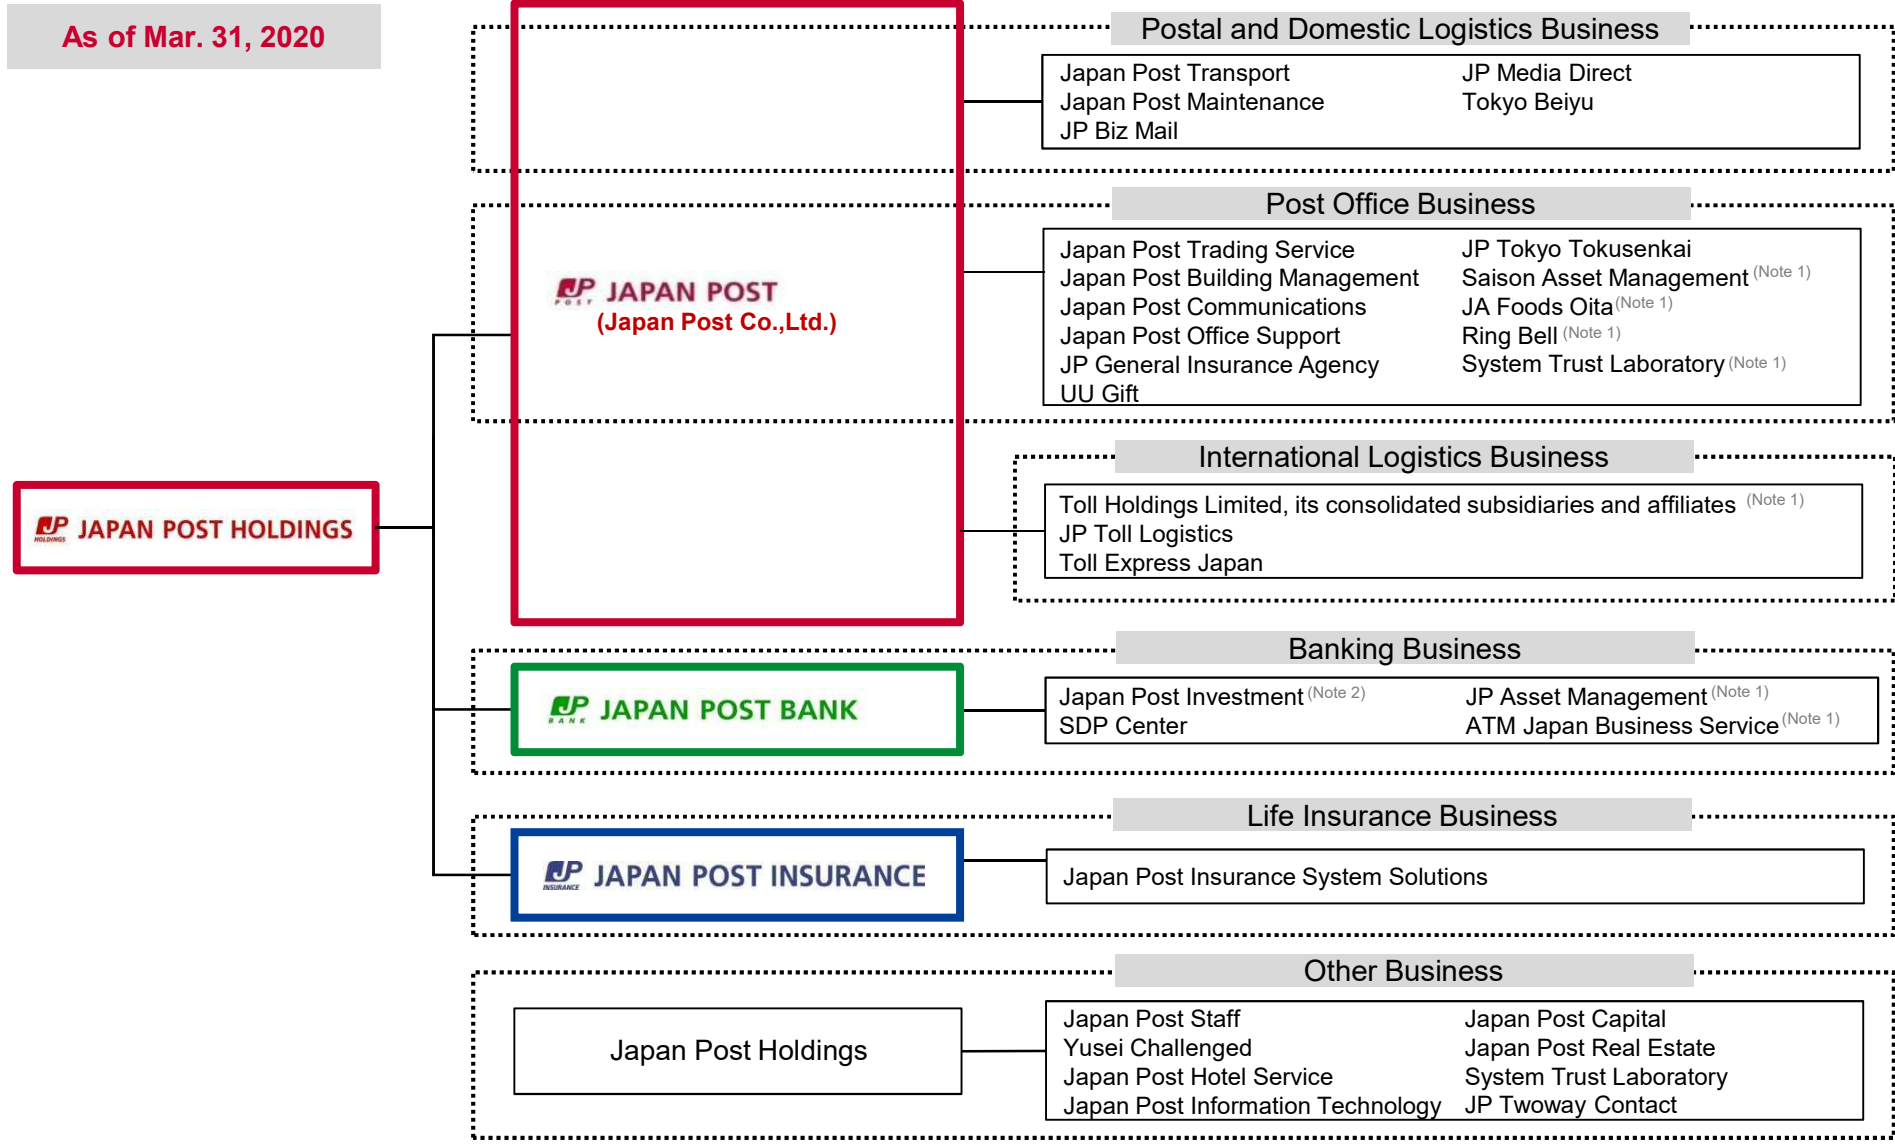 As of Mar. 31, 2020
Postal and Domestic Logistics Business
Japan Post Transport
Japan Post Maintenance
JP Biz Mail
JP Media Direct
Tokyo Beiyu
Post Office Business
JP POST JAPAN POST
(Japan Post Co.,Ltd.)
Japan Post Trading Service
Japan Post Building Management
Japan Post Communications
Japan Post Office Support
JP General Insurance Agency
UU Gift
JP Tokyo Tokusenkai
Saison Asset Management (Note 1)
JA Foods Oita (Note 1)
Ring Bell (Note 1)
System Trust Laboratory (Note 1)
International Logistics Business
Toll Holdings Limited, its consolidated subsidiaries and affiliates (Note 1)
JP Toll Logistics
Toll Express Japan
JP HOLDINGS JAPAN POST HOLDINGS
Banking Business
JP BANK JAPAN POST BANK
Japan Post Investment (Note 2)
SDP Center
JP Asset Management (Note 1)
ATM Japan Business Service (Note 1)
Life Insurance Business
JP INSURANCE JAPAN POST INSURANCE
Japan Post Insurance System Solutions
Other Business
Japan Post Holdings
Japan Post Staff
Yusei Challenged
Japan Post Hotel Service
Japan Post Information Technology
Japan Post Capital
Japan Post Real Estate
System Trust Laboratory
JP Twoway Contact